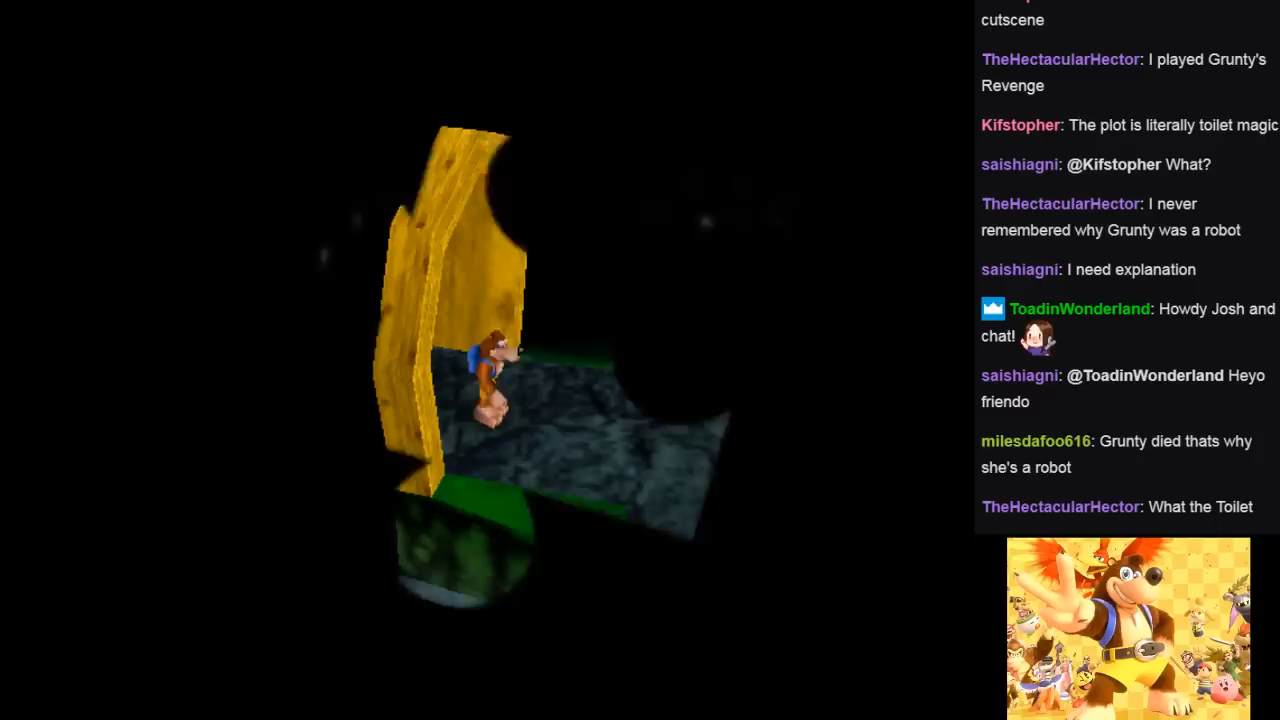 cutscene
TheHectacularHector: I played Grunty's
Revenge
Kifstopher: The plot is literally toilet magic
saishiagni: @Kifstopher What?
TheHectacularHector: I never
remembered why Grunty was a robot
saishiagni: I need explanation
ToadinWonderland: Howdy Josh and
chat!
saishiagni: @ToadinWonderland Heyo
friendo
milesdafoo616: Grunty died thats why
she's a robot
TheHectacularHector: What the Toilet